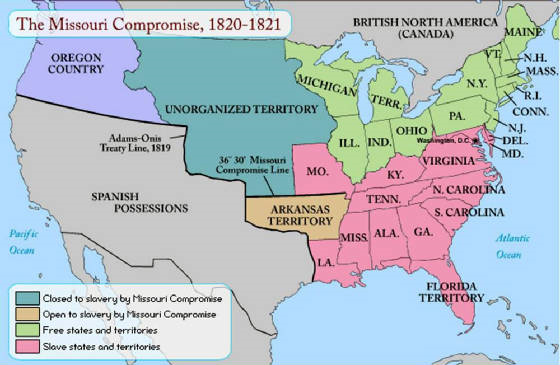 The Missouri Compromise, 1820-1821
BRITISH NORTH AMERICA
(CANADA)
OREGON
COUNTRY
MAINE
VT.
N.H.
MASS.
MICHIGAN
TERR.
N.Y.
R.I.
CONN.
UNORGANIZED TERRITORY
PA.
N.J.
OHIO
Washington, D.C.
DEL.
MD.
ILL.
IND.
Adams-Onis
Treaty Line, 1819
36° 30' Missouri
Compromise Line
MO.
KY.
VIRGINIA
SPANISH
POSSESSIONS
ARKANSAS
TERRITORY
TENN.
N. CAROLINA
S. CAROLINA
Pacific
Ocean
Atlantic
Ocean
MISS.
ALA.
GA.
LA.
FLORIDA
TERRITORY
Closed to slavery by Missouri Compromise
Open to slavery by Missouri Compromise
Free states and territories
Slave states and territories